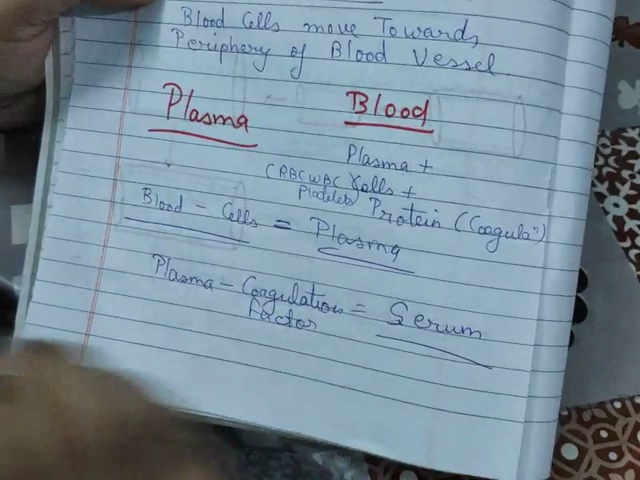 Blood Cells move Towards
Periphery of Blood Vessel.
Plasma
Blood
Plasma +
(RBC WBC Platelets) Cells +
Protein (Coagulaⁿ)
Blood - Cells = Plasma
Plasma - Coagulation Factor = Serum